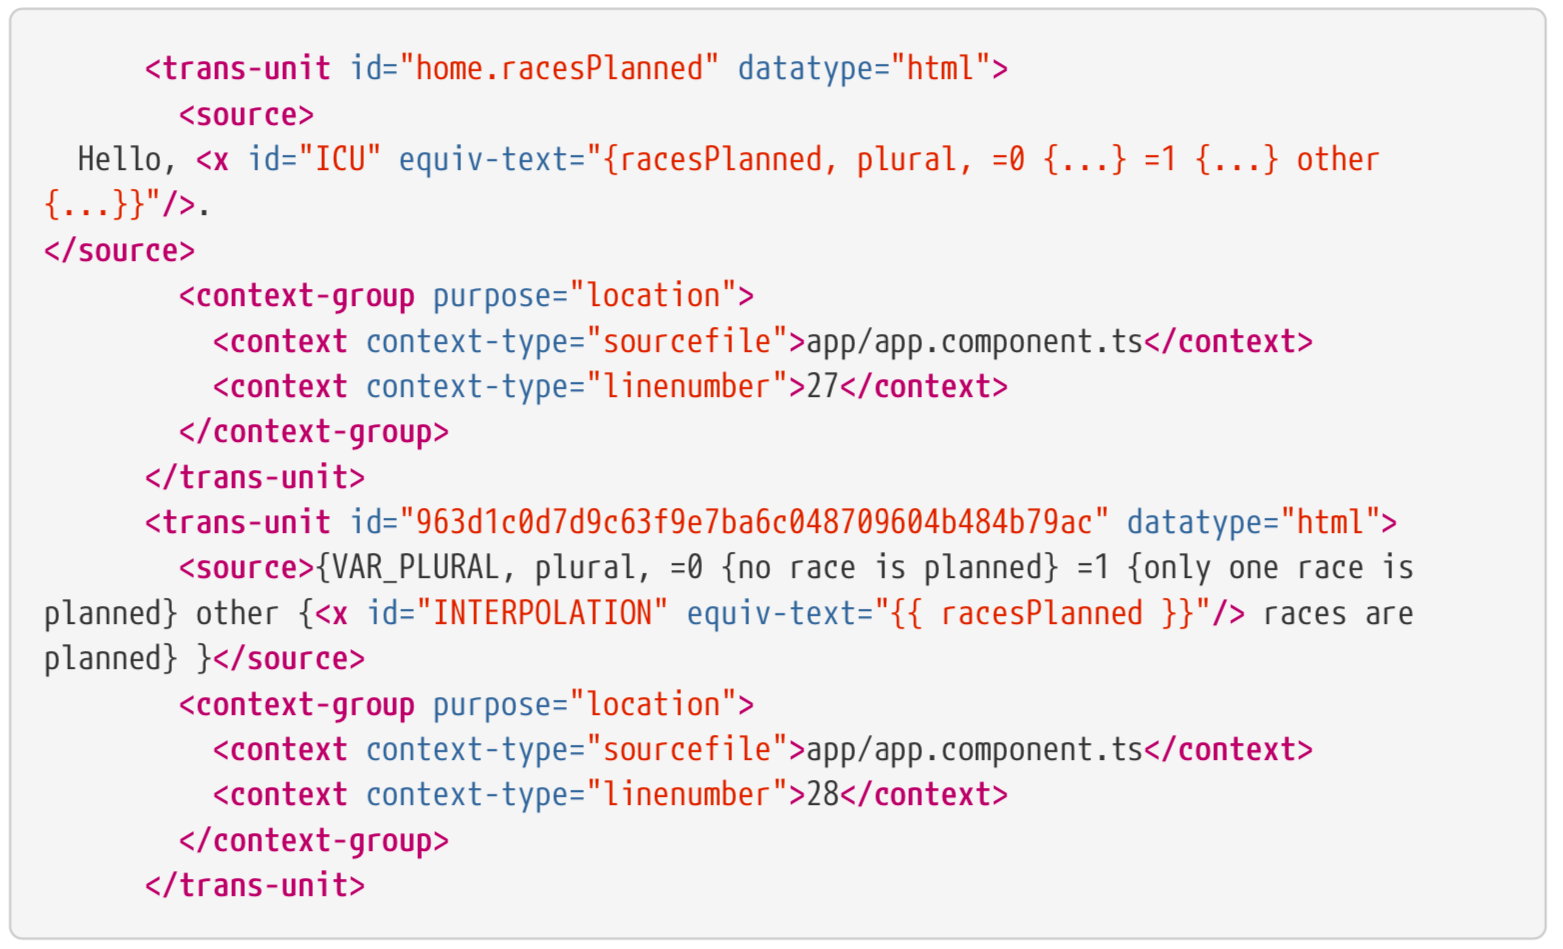 <trans-unit id="home.racesPlanned" datatype="html">
<source>
Hello, <x id="ICU" equiv-text="{racesPlanned, plural, =0 {...} =1 {...} other
{...}}"/>.
</source>
<context-group purpose="location">
<context context-type="sourcefile">app/app.component.ts</context>
<context context-type="linenumber">27</context>
</context-group>
</trans-unit>
<trans-unit id="963d1c0d7d9c63f9e7ba6c048709604b484b79ac" datatype="html">
<source>{VAR_PLURAL, plural, =0 {no race is planned} =1 {only one race is
planned} other {<x id="INTERPOLATION" equiv-text="{{ racesPlanned }}"/> races are
planned} }</source>
<context-group purpose="location">
<context context-type="sourcefile">app/app.component.ts</context>
<context context-type="linenumber">28</context>
</context-group>
</trans-unit>